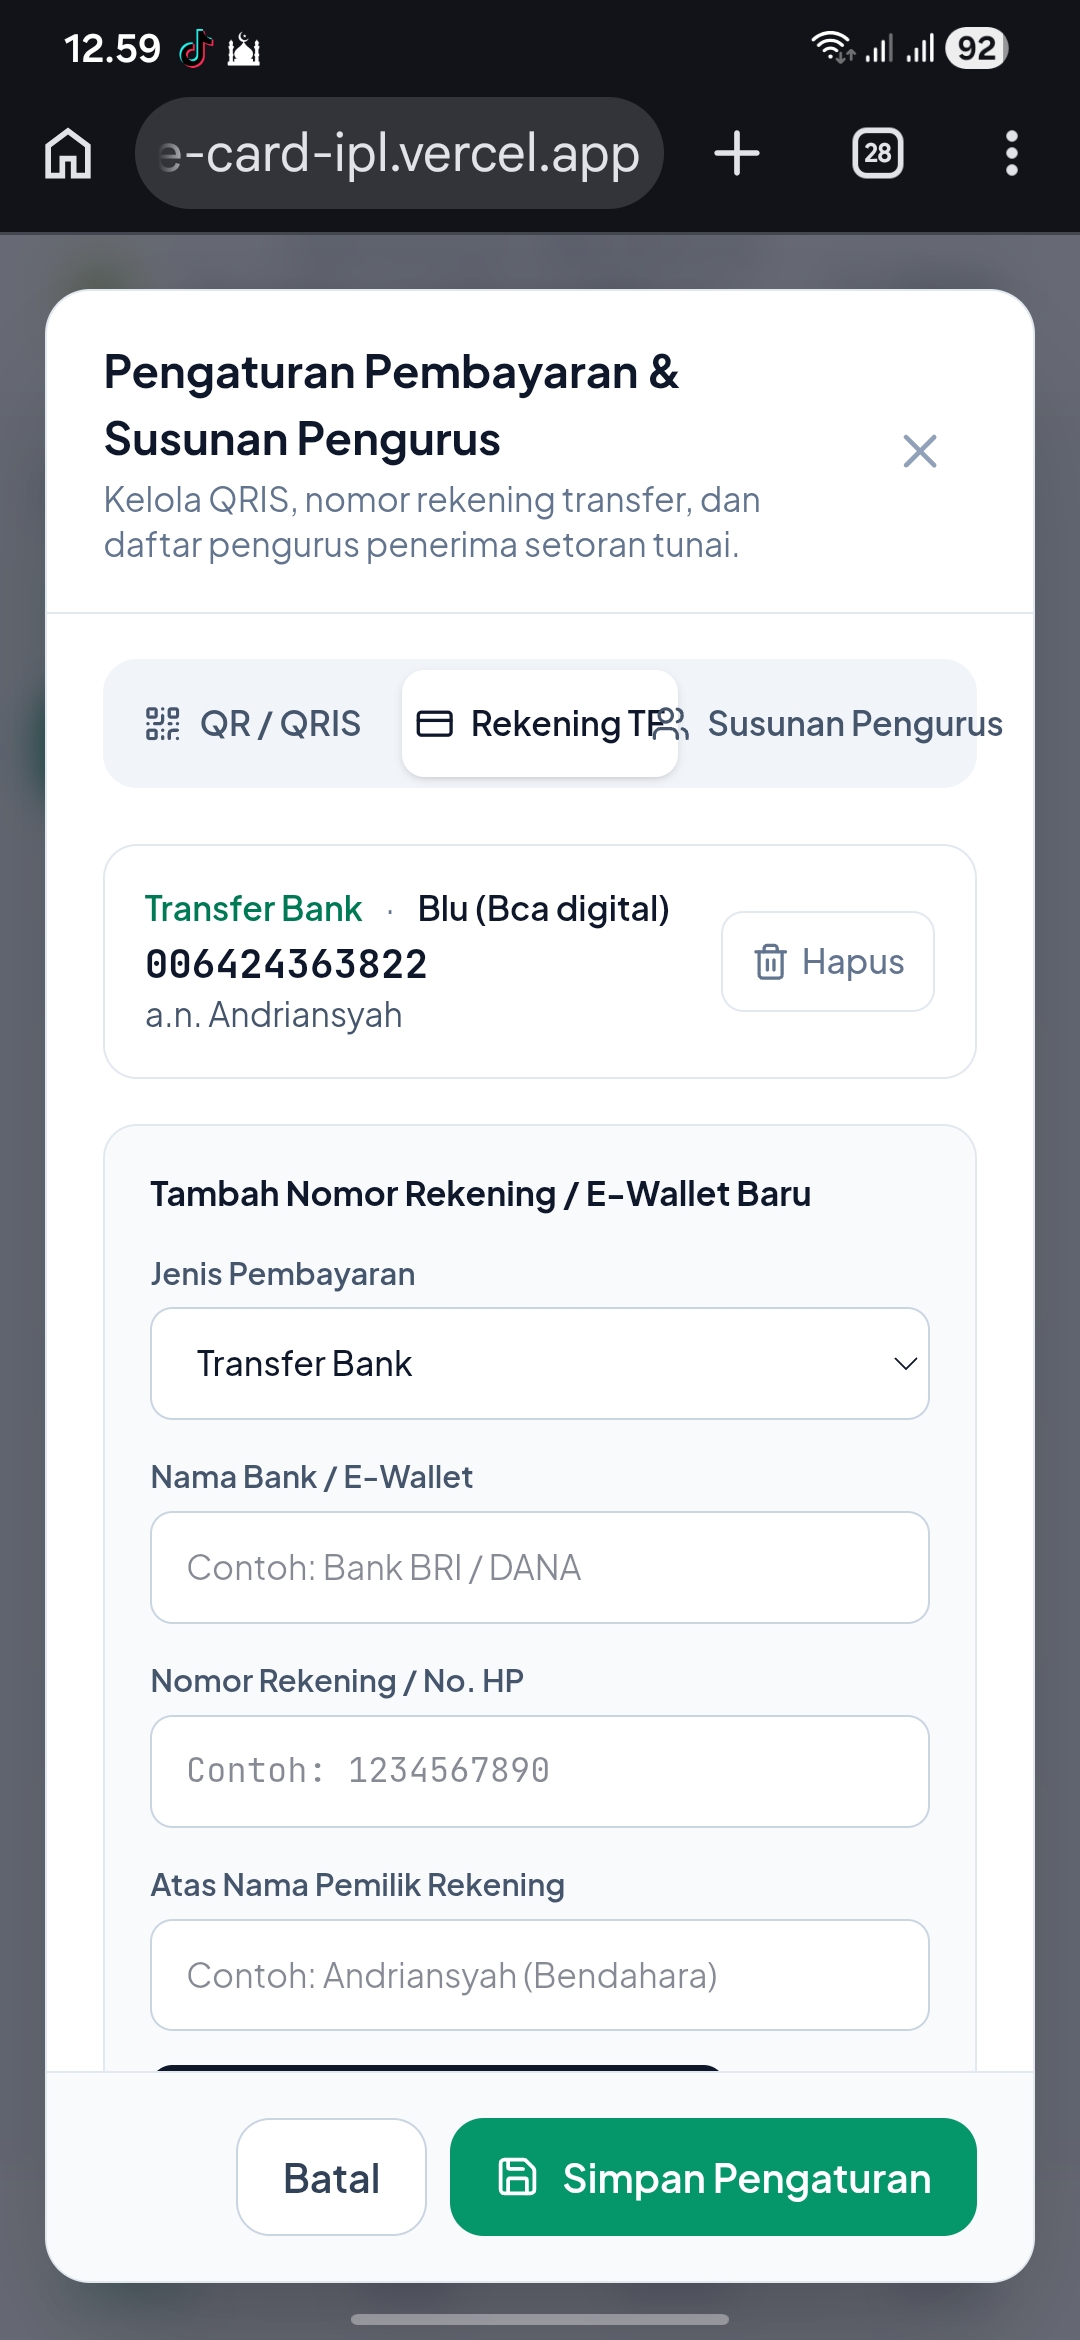 12.59
92
e-card-ipl.vercel.app
28
Pengaturan Pembayaran &
Susunan Pengurus
Kelola QRIS, nomor rekening transfer, dan
daftar pengurus penerima setoran tunai.
QR / QRIS
Rekening TF
Susunan Pengurus
Transfer Bank · Blu (Bca digital)
006424363822
a.n. Andriansyah
Hapus
Tambah Nomor Rekening / E-Wallet Baru
Jenis Pembayaran
Transfer Bank
Nama Bank / E-Wallet
Contoh: Bank BRI / DANA
Nomor Rekening / No. HP
Contoh: 1234567890
Atas Nama Pemilik Rekening
Contoh: Andriansyah (Bendahara)
Batal
Simpan Pengaturan